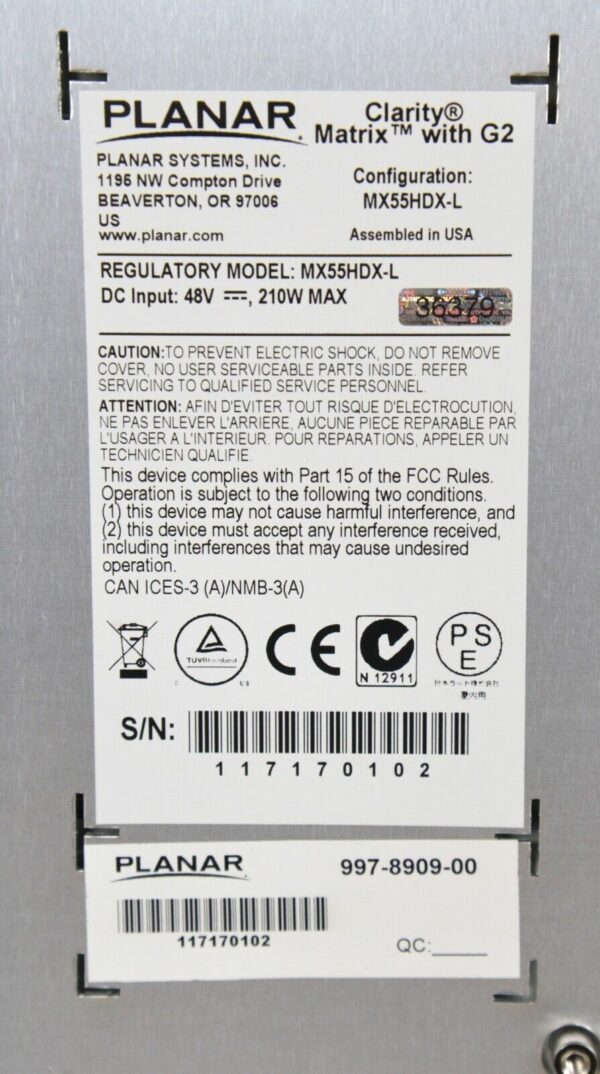 PLANAR
Clarity®
Matrix™ with G2
PLANAR SYSTEMS, INC.
1195 NW Compton Drive
BEAVERTON, OR 97006
US
www.planar.com
Configuration:
MX55HDX-L
Assembled in USA
REGULATORY MODEL: MX55HDX-L
DC Input: 48V ⎓, 210W MAX
36379
CAUTION:TO PREVENT ELECTRIC SHOCK, DO NOT REMOVE
COVER, NO USER SERVICEABLE PARTS INSIDE. REFER
SERVICING TO QUALIFIED SERVICE PERSONNEL.
ATTENTION: AFIN D'EVITER TOUT RISQUE D'ELECTROCUTION,
NE PAS ENLEVER L'ARRIERE, AUCUNE PIECE REPARABLE PAR
L'USAGER A L'INTERIEUR. POUR REPARATIONS, APPELER UN
TECHNICIEN QUALIFIE.
This device complies with Part 15 of the FCC Rules.
Operation is subject to the following two conditions.
(1) this device may not cause harmful interference, and
(2) this device must accept any interference received,
including interferences that may cause undesired
operation.
CAN ICES-3 (A)/NMB-3(A)
TUVRheinland
C US
CE
N 12911
PS
E
屋内用
S/N:
117170102
PLANAR
997-8909-00
117170102
QC:____